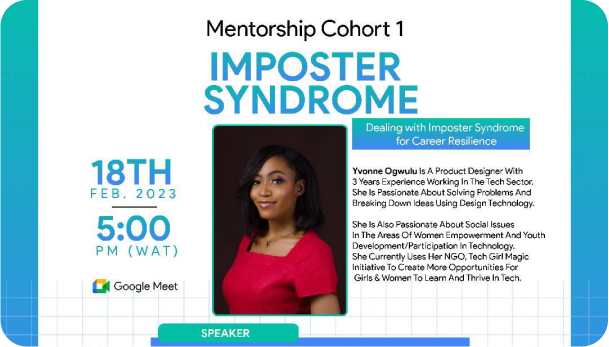 Mentorship Cohort 1
IMPOSTER
SYNDROME
Dealing with Imposter Syndrome
for Career Resilience
18TH
FEB. 2023
5:00
PM (WAT)
Google Meet
Yvonne Ogwulu Is A Product Designer With
3 Years Experience Working In The Tech Sector.
She Is Passionate About Solving Problems And
Breaking Down Ideas Using Design Technology.
She Is Also Passionate About Social Issues
In The Areas Of Women Empowerment And Youth
Development/Participation In Technology.
She Currently Uses Her NGO, Tech Girl Magic
Initiative To Create More Opportunities For
Girls & Women To Learn And Thrive In Tech.
SPEAKER